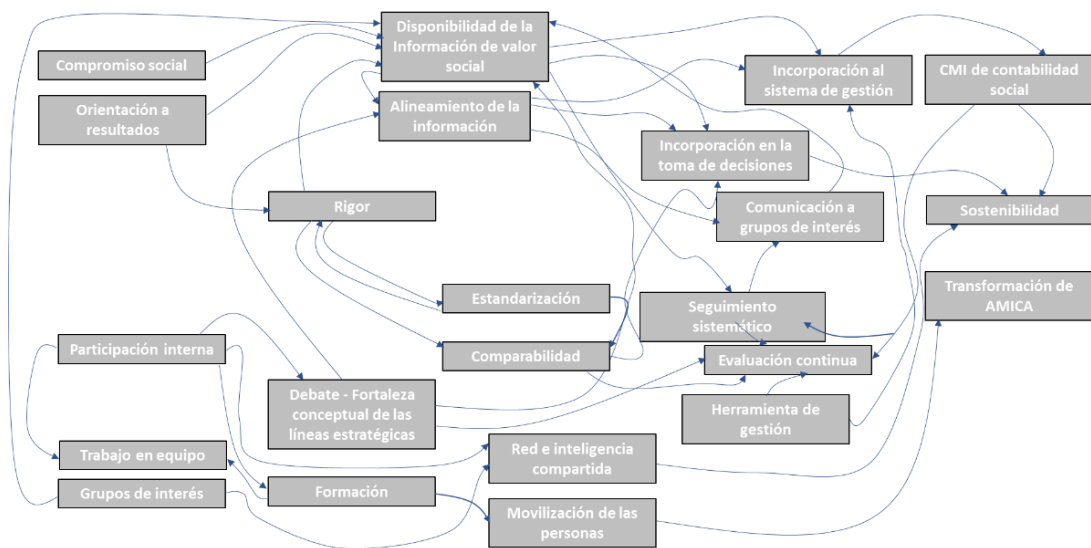 Disponibilidad de la
Información de valor
social
Compromiso social
Incorporación al
sistema de gestión
CMI de contabilidad
social
Orientación a
resultados
Alineamiento de la
información
Incorporación en la
toma de decisiones
Rigor
Comunicación a
grupos de interés
Sostenibilidad
Estandarización
Seguimiento
sistemático
Transformación de
AMICA
Participación interna
Comparabilidad
Evaluación continua
Debate - Fortaleza
conceptual de las
líneas estratégicas
Herramienta de
gestión
Trabajo en equipo
Red e inteligencia
compartida
Grupos de interés
Formación
Movilización de las
personas